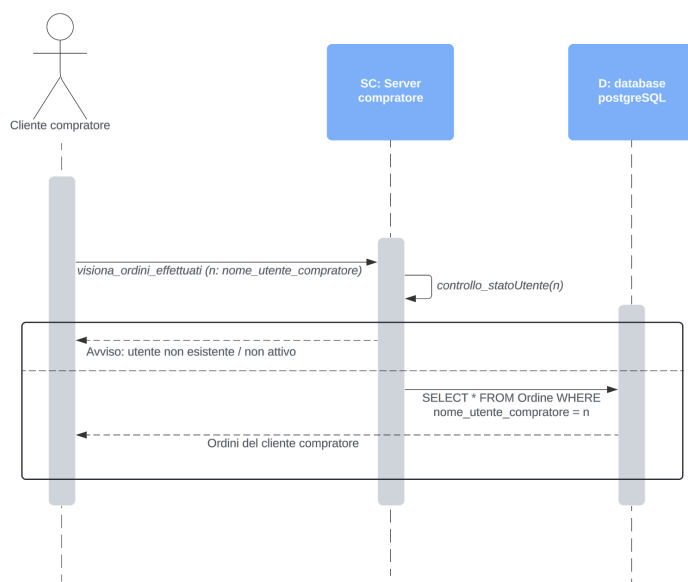 SC: Server
compratore
D: database
postgreSQL
Cliente compratore
visiona_ordini_effettuati (n: nome_utente_compratore)
controllo_statoUtente(n)
Avviso: utente non esistente / non attivo
SELECT * FROM Ordine WHERE
nome_utente_compratore = n
Ordini del cliente compratore